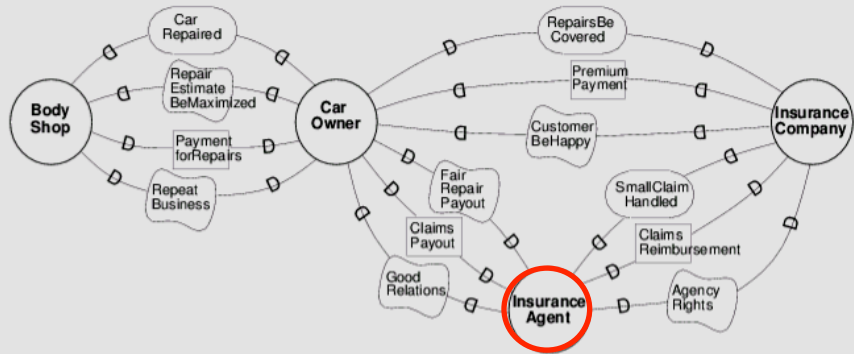 Car
Repaired
Repair
Estimate
BeMaximized
Body
Shop
Payment
forRepairs
Repeat
Business
Car
Owner
RepairsBe
Covered
Premium
Payment
Customer
BeHappy
Insurance
Company
Fair
Repair
Payout
Claims
Payout
Good
Relations
SmallClaim
Handled
Claims
Reimbursement
Agency
Rights
Insurance
Agent